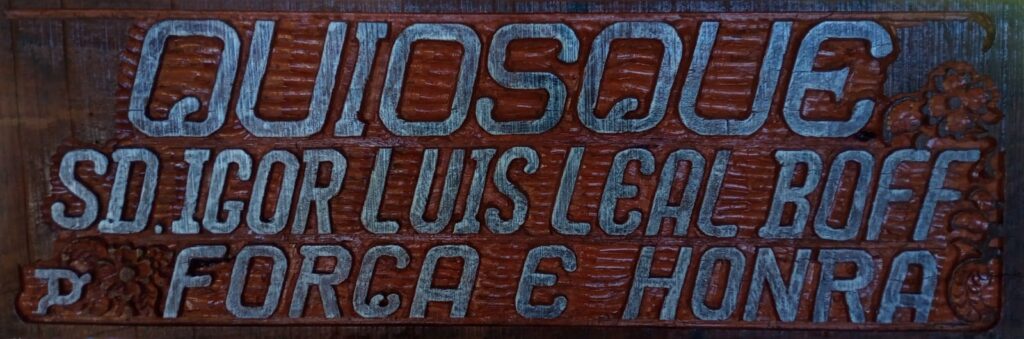 QUIOSQUE
SD. IGOR LUIS LEAL BOFF
FORÇA E HONRA